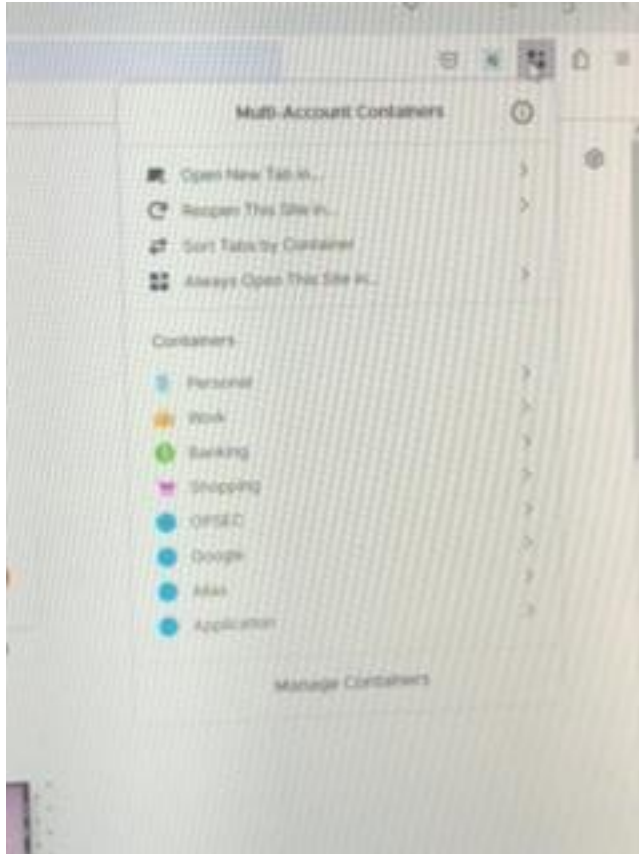 Multi-Account Containers
Open New Tab in...
Reopen This Site in...
Sort Tabs by Container
Always Open This Site in...
Containers
Personal
Work
Banking
Shopping
OPSEC
Google
Alias
Application
Manage Containers